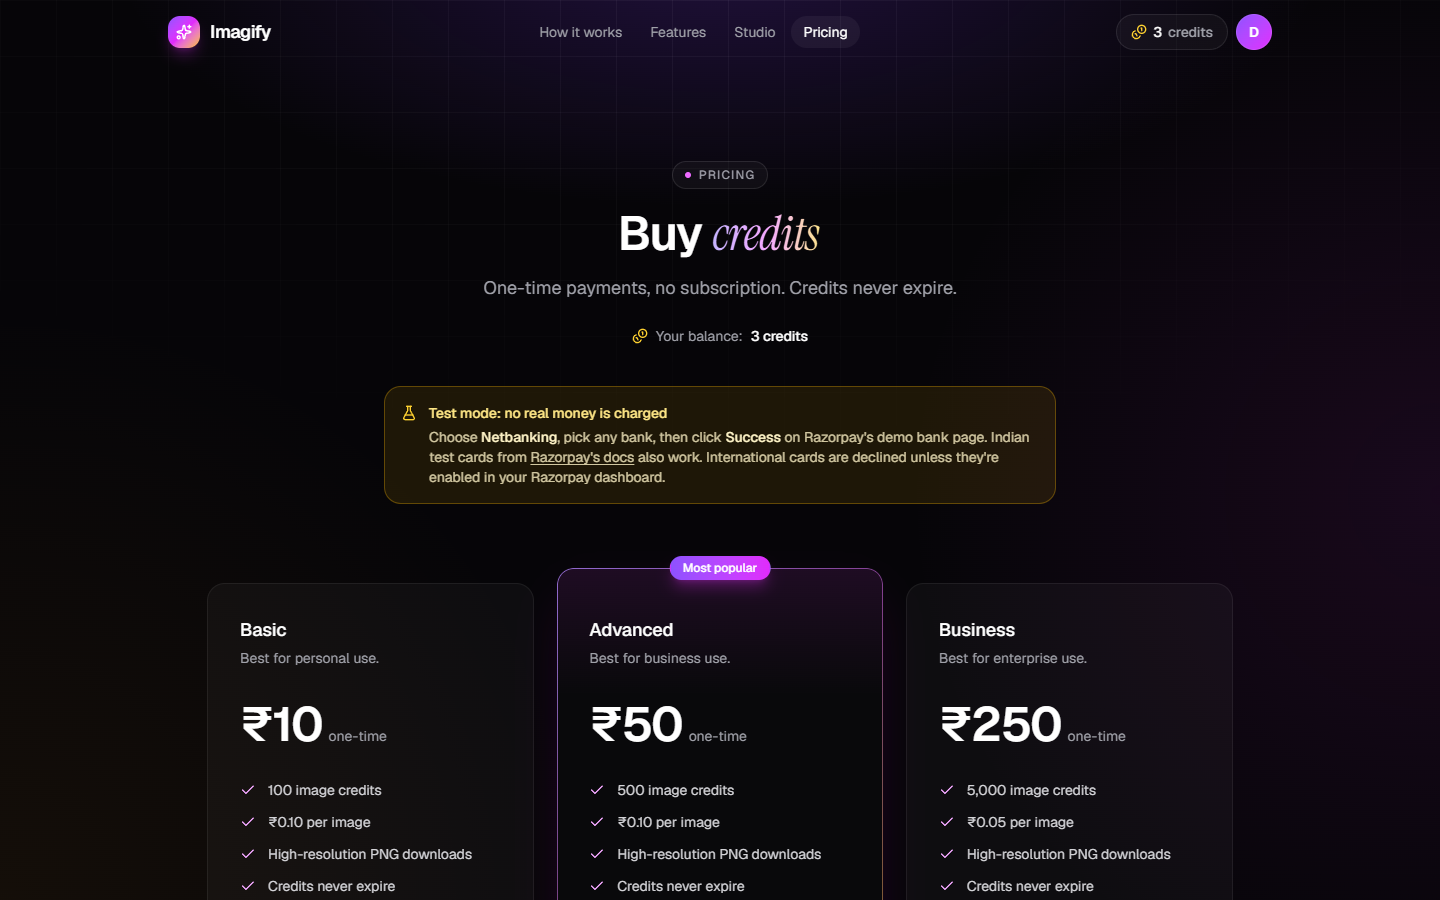 Imagify
How it works
Features
Studio
Pricing
3 credits
D
PRICING
Buy credits
One-time payments, no subscription. Credits never expire.
Your balance: 3 credits
Test mode: no real money is charged
Choose Netbanking, pick any bank, then click Success on Razorpay's demo bank page. Indian
test cards from Razorpay's docs also work. International cards are declined unless they're
enabled in your Razorpay dashboard.
Basic
Best for personal use.
₹10 one-time
100 image credits
₹0.10 per image
High-resolution PNG downloads
Credits never expire
Most popular
Advanced
Best for business use.
₹50 one-time
500 image credits
₹0.10 per image
High-resolution PNG downloads
Credits never expire
Business
Best for enterprise use.
₹250 one-time
5,000 image credits
₹0.05 per image
High-resolution PNG downloads
Credits never expire